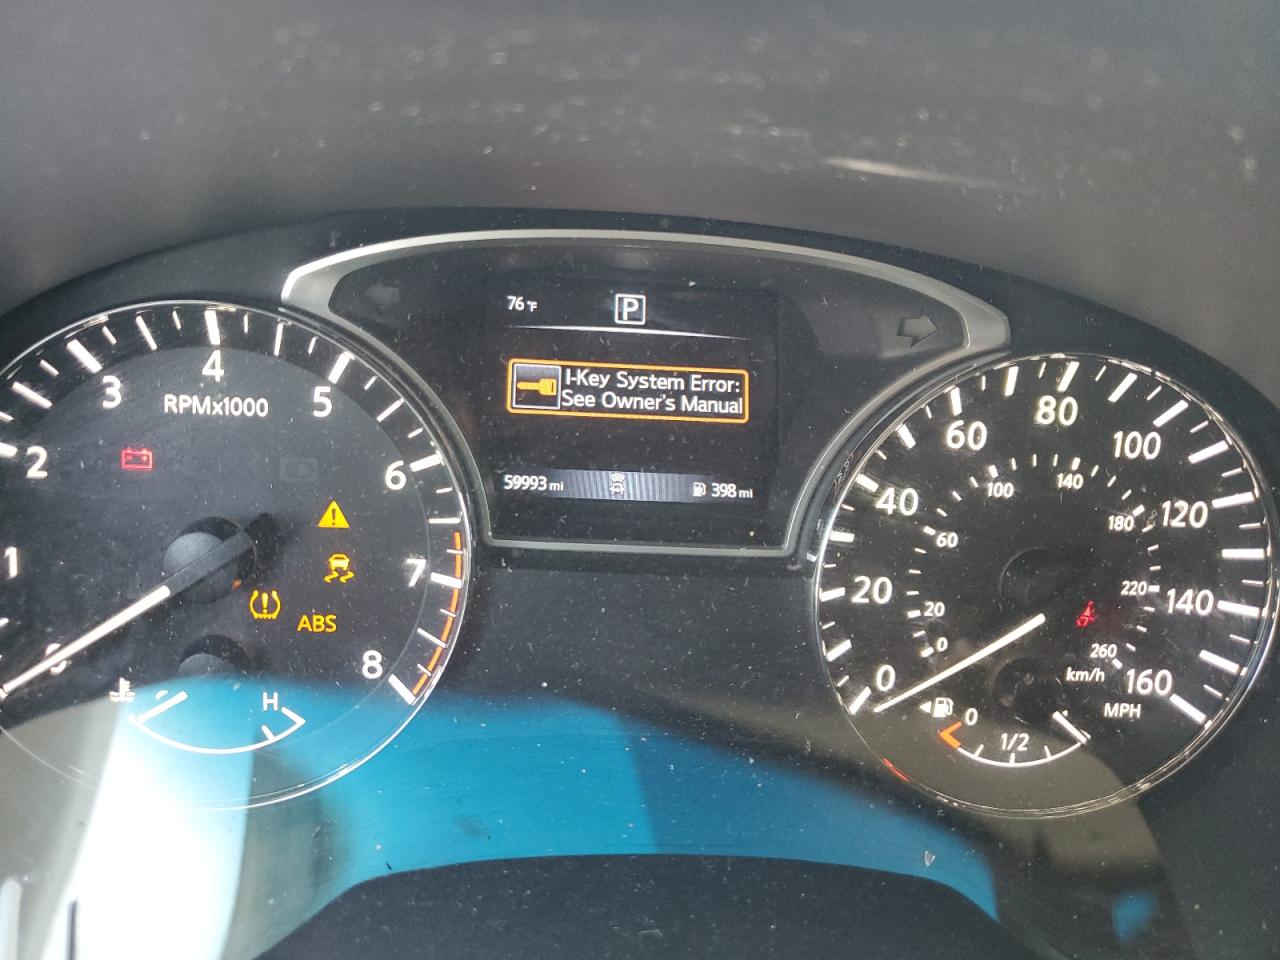 76°F
P
I-Key System Error:
See Owner's Manual
59993 mi
398 mi
1
2
3
4
5
6
7
8
RPMx1000
ABS
H
0
20
40
60
80
100
120
140
160
MPH
0
20
60
100
140
180
220
260
km/h
0
1/2